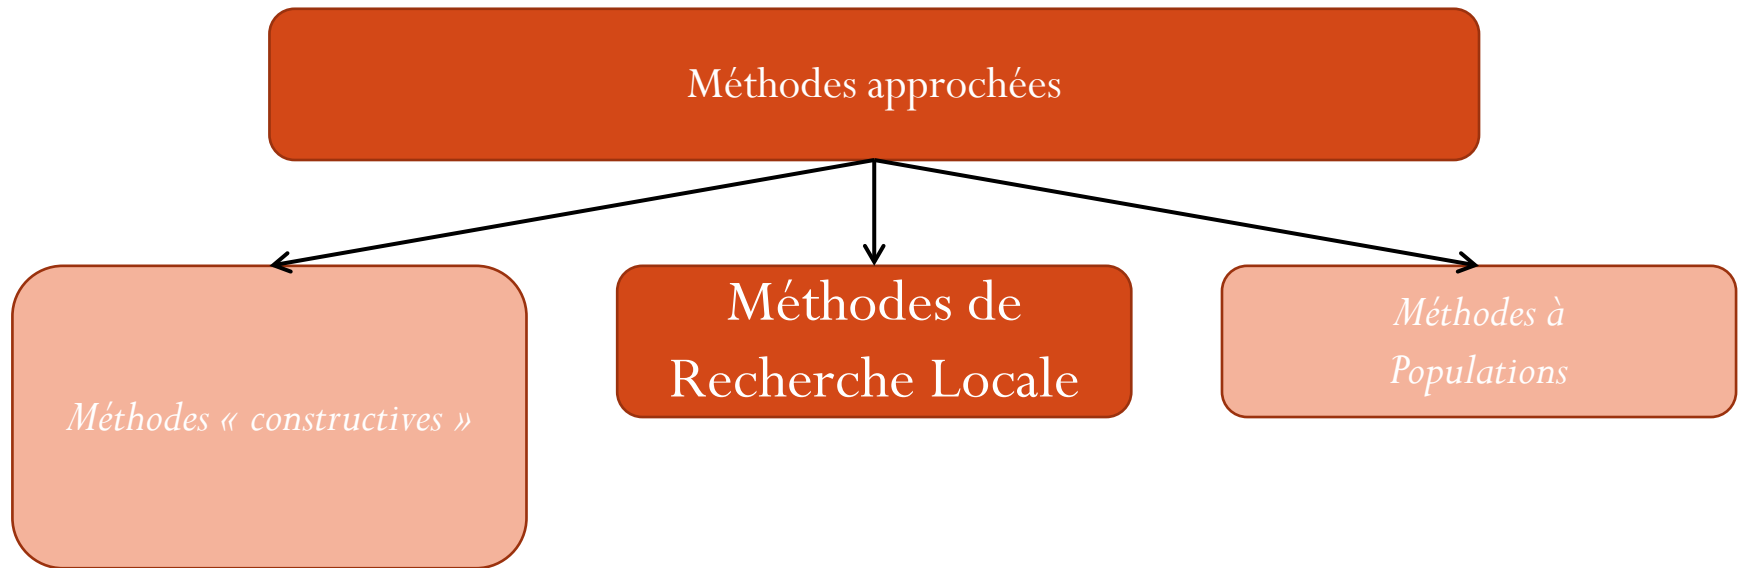 Méthodes approchées
Méthodes « constructives »
Méthodes de
Recherche Locale
Méthodes à
Populations